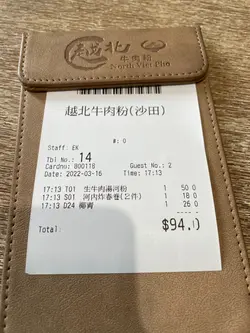 越北
牛肉粉
North Viet Pho
越北牛肉粉(沙田)
W: 0
Staff: EK
Tbl No.: 14
Cardno: 800118 Guest No.: 2
Date: 2022-03-16 Time: 17:13
17:13 T01 生牛肉湯河粉 1 50.0
17:13 S01 河內炸春卷(2件) 1 18.0
17:13 D24 椰青 1 26.0
Total: $94.0